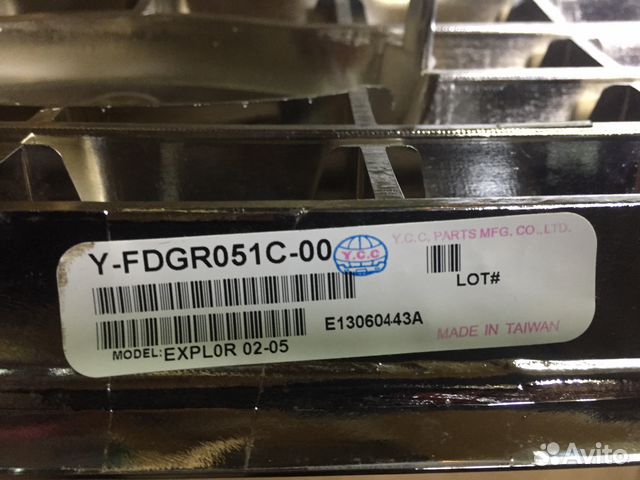 Y-FDGR051C-00
Y.C.C
Y.C.C. PARTS MFG. CO.,LTD.
LOT#
E13060443A
MADE IN TAIWAN
MODEL: EXPL0R 02-05
Avito